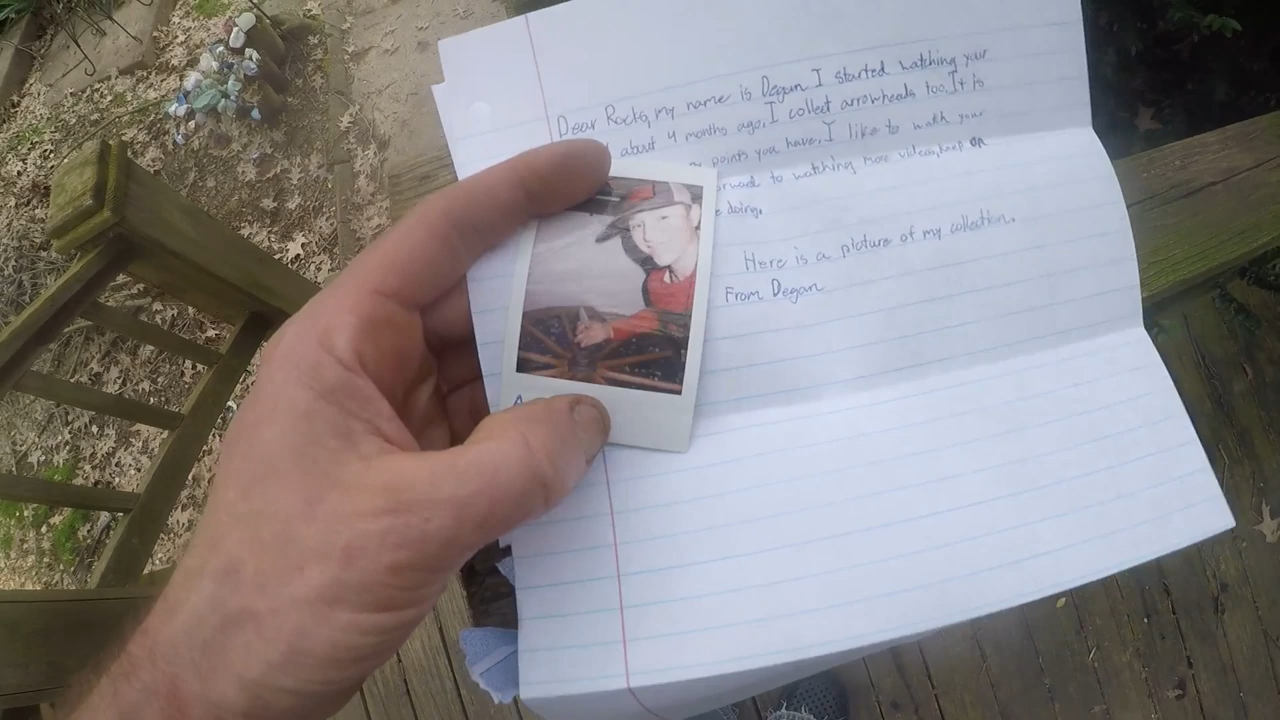 Dear Rocks, my name is Degan I started watching your
about 4 months ago. I collect arrowheads too. It is
points you have. I like to watch your
to watching more videos, keep on
doing.
Here is a picture of my collection.
From Degan
A